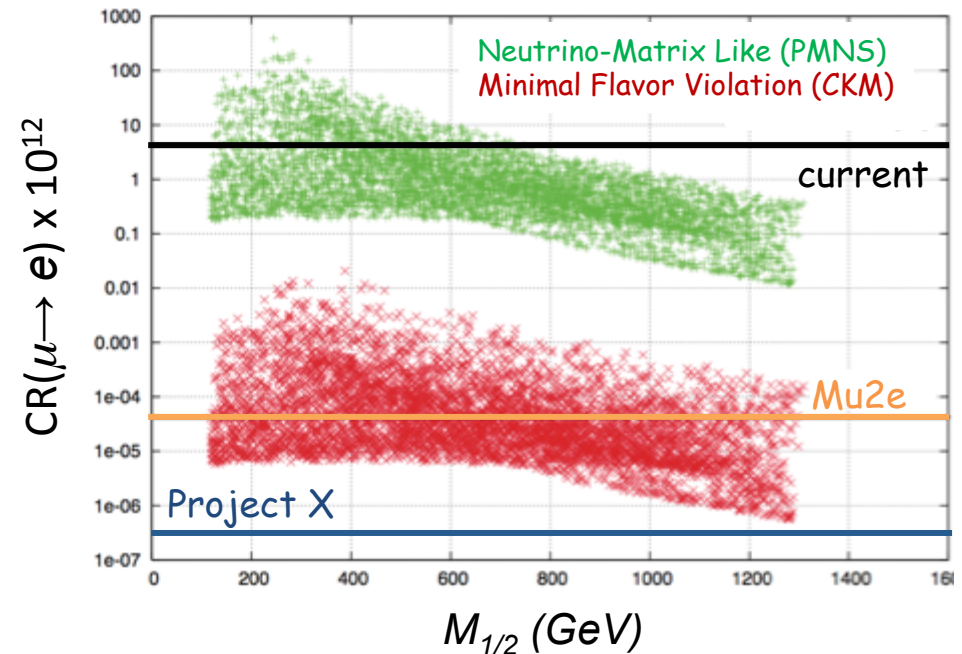 1000
100
10
1
0.1
0.01
0.001
1e-04
1e-05
1e-06
1e-07
CR(μ⟶ e) x 10¹²
Neutrino-Matrix Like (PMNS)
Minimal Flavor Violation (CKM)
current
Mu2e
Project X
0 200 400 600 800 1000 1200 1400 160
M1/2 (GeV)